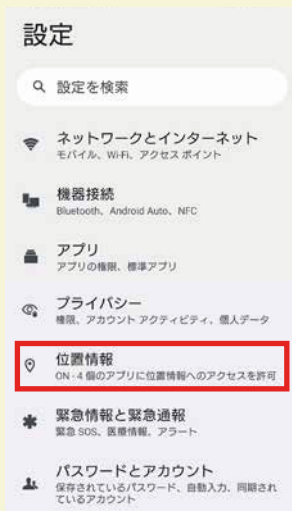 設定
設定を検索
ネットワークとインターネット
モバイル、Wi-Fi、アクセス ポイント
機器接続
Bluetooth、Android Auto、NFC
アプリ
アプリの権限、標準アプリ
プライバシー
権限、アカウント アクティビティ、個人データ
位置情報
ON - 4 個のアプリに位置情報へのアクセスを許可
緊急情報と緊急通報
緊急 SOS、医療情報、アラート
パスワードとアカウント
保存されているパスワード、自動入力、同期され
ているアカウント